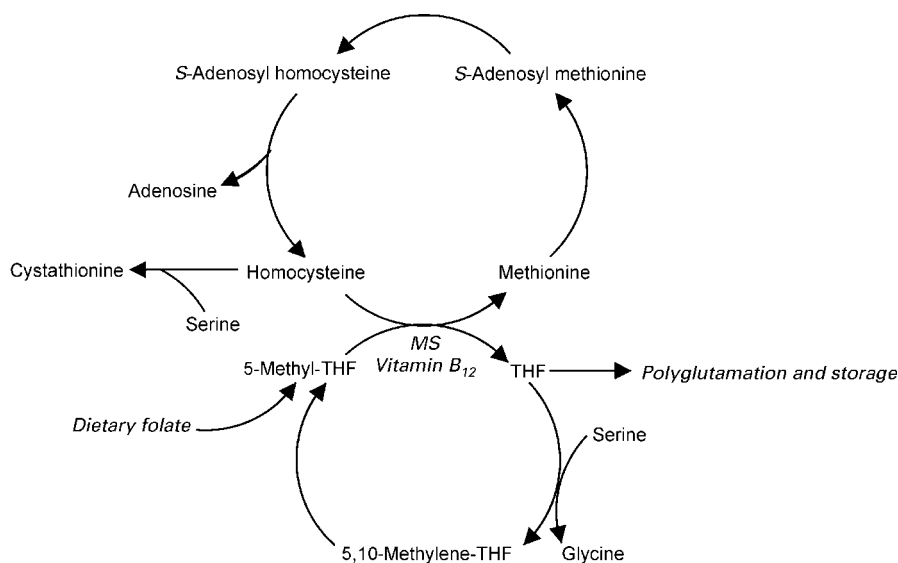 S-Adenosyl homocysteine
S-Adenosyl methionine
Adenosine
Cystathionine
Homocysteine
Methionine
Serine
MS
Vitamin B12
5-Methyl-THF
THF
Polyglutamation and storage
Dietary folate
Serine
5,10-Methylene-THF
Glycine